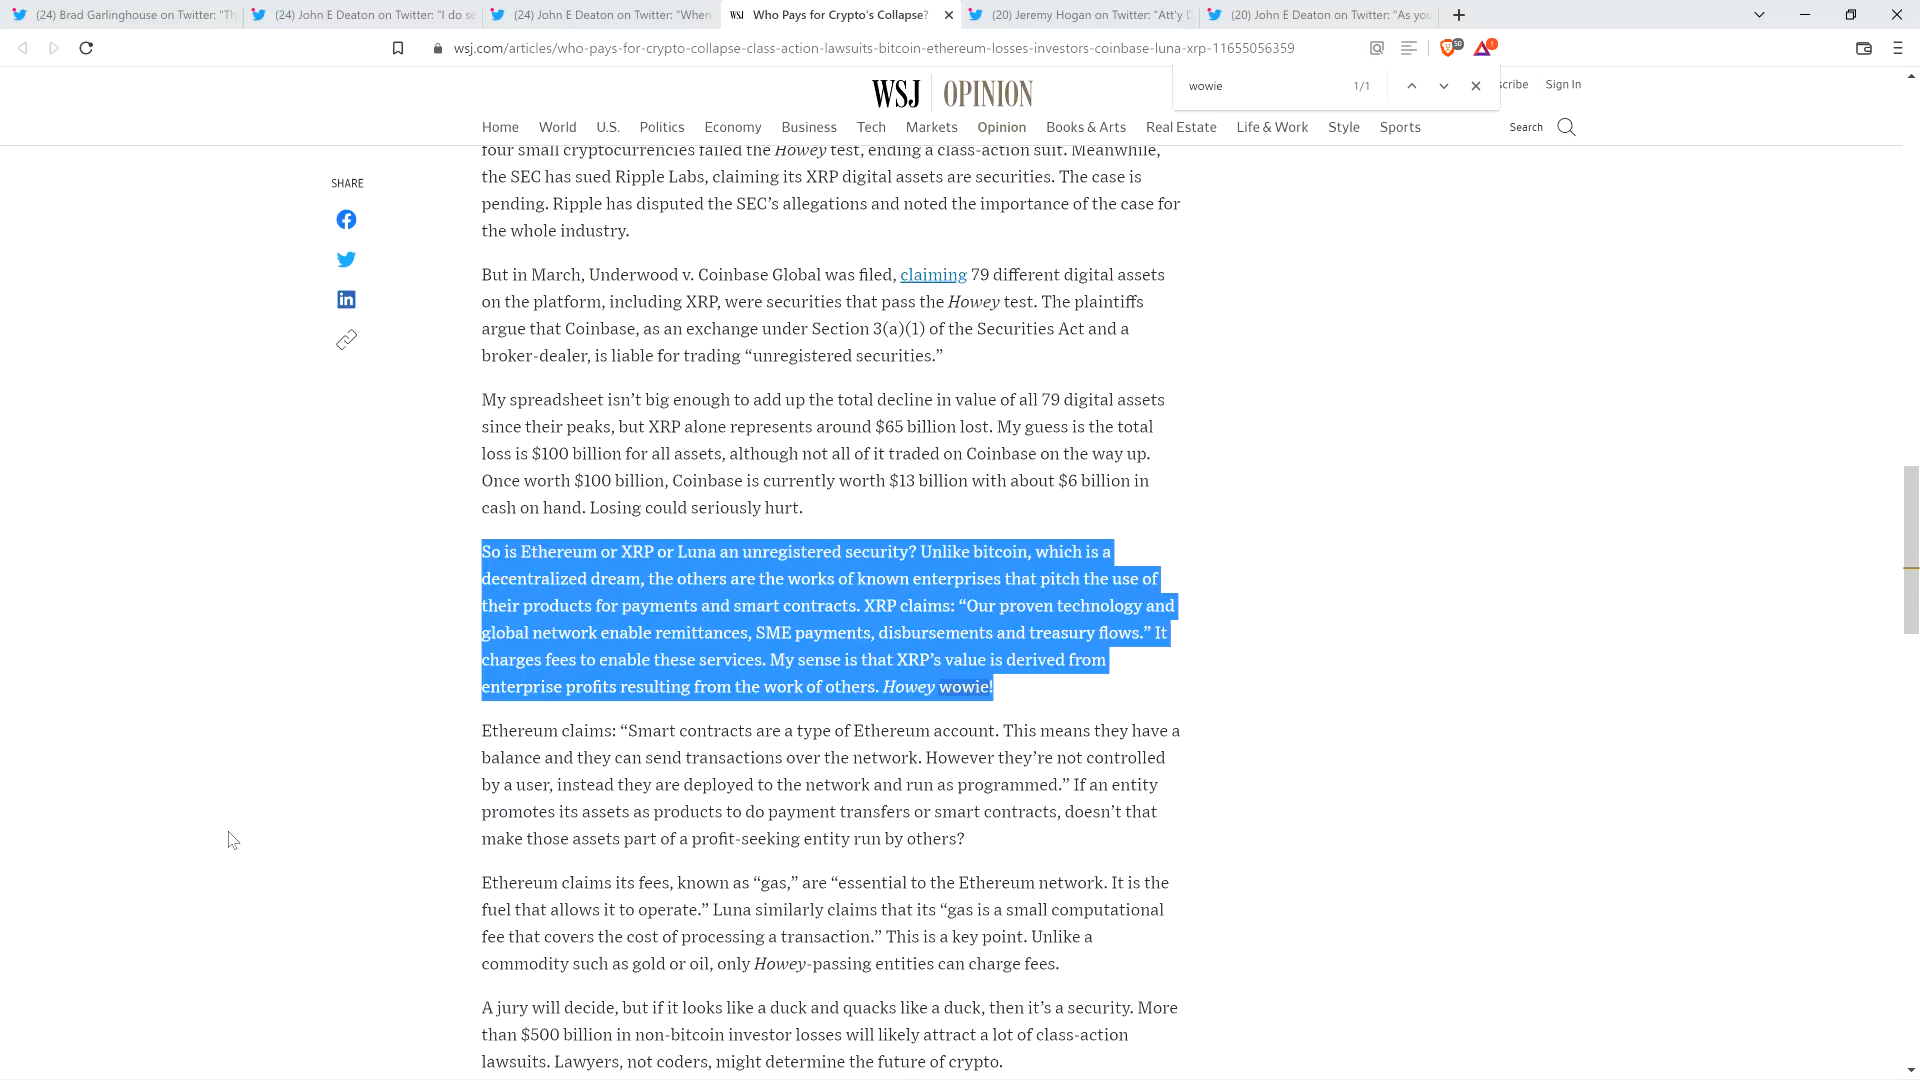 (24) Brad Garlinghouse on Twitter: "Th
(24) John E Deaton on Twitter: "I do se
(24) John E Deaton on Twitter: "When
WSJ Who Pays for Crypto's Collapse?
(20) Jeremy Hogan on Twitter: "Att'y D
(20) John E Deaton on Twitter: "As you
wsj.com/articles/who-pays-for-crypto-collapse-class-action-lawsuits-bitcoin-ethereum-losses-investors-coinbase-luna-xrp-11655056359
50
1
wowie 1/1
WSJ OPINION
scribe Sign In
Home World U.S. Politics Economy Business Tech Markets Opinion Books & Arts Real Estate Life & Work Style Sports Search
SHARE
four small cryptocurrencies failed the Howey test, ending a class-action suit. Meanwhile,
the SEC has sued Ripple Labs, claiming its XRP digital assets are securities. The case is
pending. Ripple has disputed the SEC's allegations and noted the importance of the case for
the whole industry.
But in March, Underwood v. Coinbase Global was filed, claiming 79 different digital assets
on the platform, including XRP, were securities that pass the Howey test. The plaintiffs
argue that Coinbase, as an exchange under Section 3(a)(1) of the Securities Act and a
broker-dealer, is liable for trading “unregistered securities.”
My spreadsheet isn't big enough to add up the total decline in value of all 79 digital assets
since their peaks, but XRP alone represents around $65 billion lost. My guess is the total
loss is $100 billion for all assets, although not all of it traded on Coinbase on the way up.
Once worth $100 billion, Coinbase is currently worth $13 billion with about $6 billion in
cash on hand. Losing could seriously hurt.
So is Ethereum or XRP or Luna an unregistered security? Unlike bitcoin, which is a
decentralized dream, the others are the works of known enterprises that pitch the use of
their products for payments and smart contracts. XRP claims: “Our proven technology and
global network enable remittances, SME payments, disbursements and treasury flows.” It
charges fees to enable these services. My sense is that XRP's value is derived from
enterprise profits resulting from the work of others. Howey wowie!
Ethereum claims: “Smart contracts are a type of Ethereum account. This means they have a
balance and they can send transactions over the network. However they're not controlled
by a user, instead they are deployed to the network and run as programmed.” If an entity
promotes its assets as products to do payment transfers or smart contracts, doesn't that
make those assets part of a profit-seeking entity run by others?
Ethereum claims its fees, known as “gas,” are “essential to the Ethereum network. It is the
fuel that allows it to operate.” Luna similarly claims that its “gas is a small computational
fee that covers the cost of processing a transaction.” This is a key point. Unlike a
commodity such as gold or oil, only Howey-passing entities can charge fees.
A jury will decide, but if it looks like a duck and quacks like a duck, then it's a security. More
than $500 billion in non-bitcoin investor losses will likely attract a lot of class-action
lawsuits. Lawyers, not coders, might determine the future of crypto.